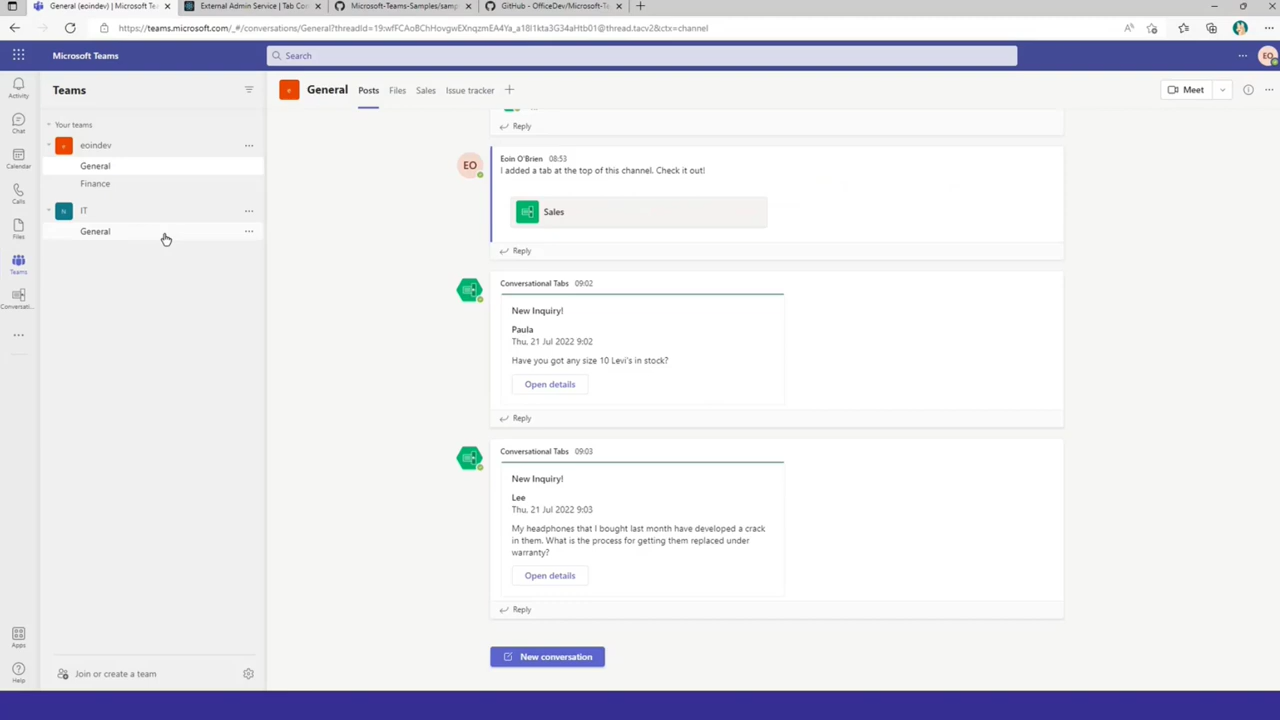 General (eoindev) | Microsoft Te
External Admin Service | Tab Con
Microsoft-Teams-Samples/samp
GitHub - OfficeDev/Microsoft-Te
https://teams.microsoft.com/_#/conversations/General?threadId=19:wfFCAoBChHovgwEXnqzmEA4Ya_a18l1kta3G34aHtb01@thread.tacv2&ctx=channel
Microsoft Teams
Search
EO
Activity
Chat
Calendar
Calls
Files
Teams
Conversati...
Apps
Help
Teams
Your teams
e eoindev
General
Finance
N IT
General
Join or create a team
e General Posts Files Sales Issue tracker
Meet
Reply
EO
Eoin O'Brien 08:53
I added a tab at the top of this channel. Check it out!
Sales
Reply
Conversational Tabs 09:02
New Inquiry!
Paula
Thu, 21 Jul 2022 9:02
Have you got any size 10 Levi's in stock?
Open details
Reply
Conversational Tabs 09:03
New Inquiry!
Lee
Thu, 21 Jul 2022 9:03
My headphones that I bought last month have developed a crack
in them. What is the process for getting them replaced under
warranty?
Open details
Reply
New conversation